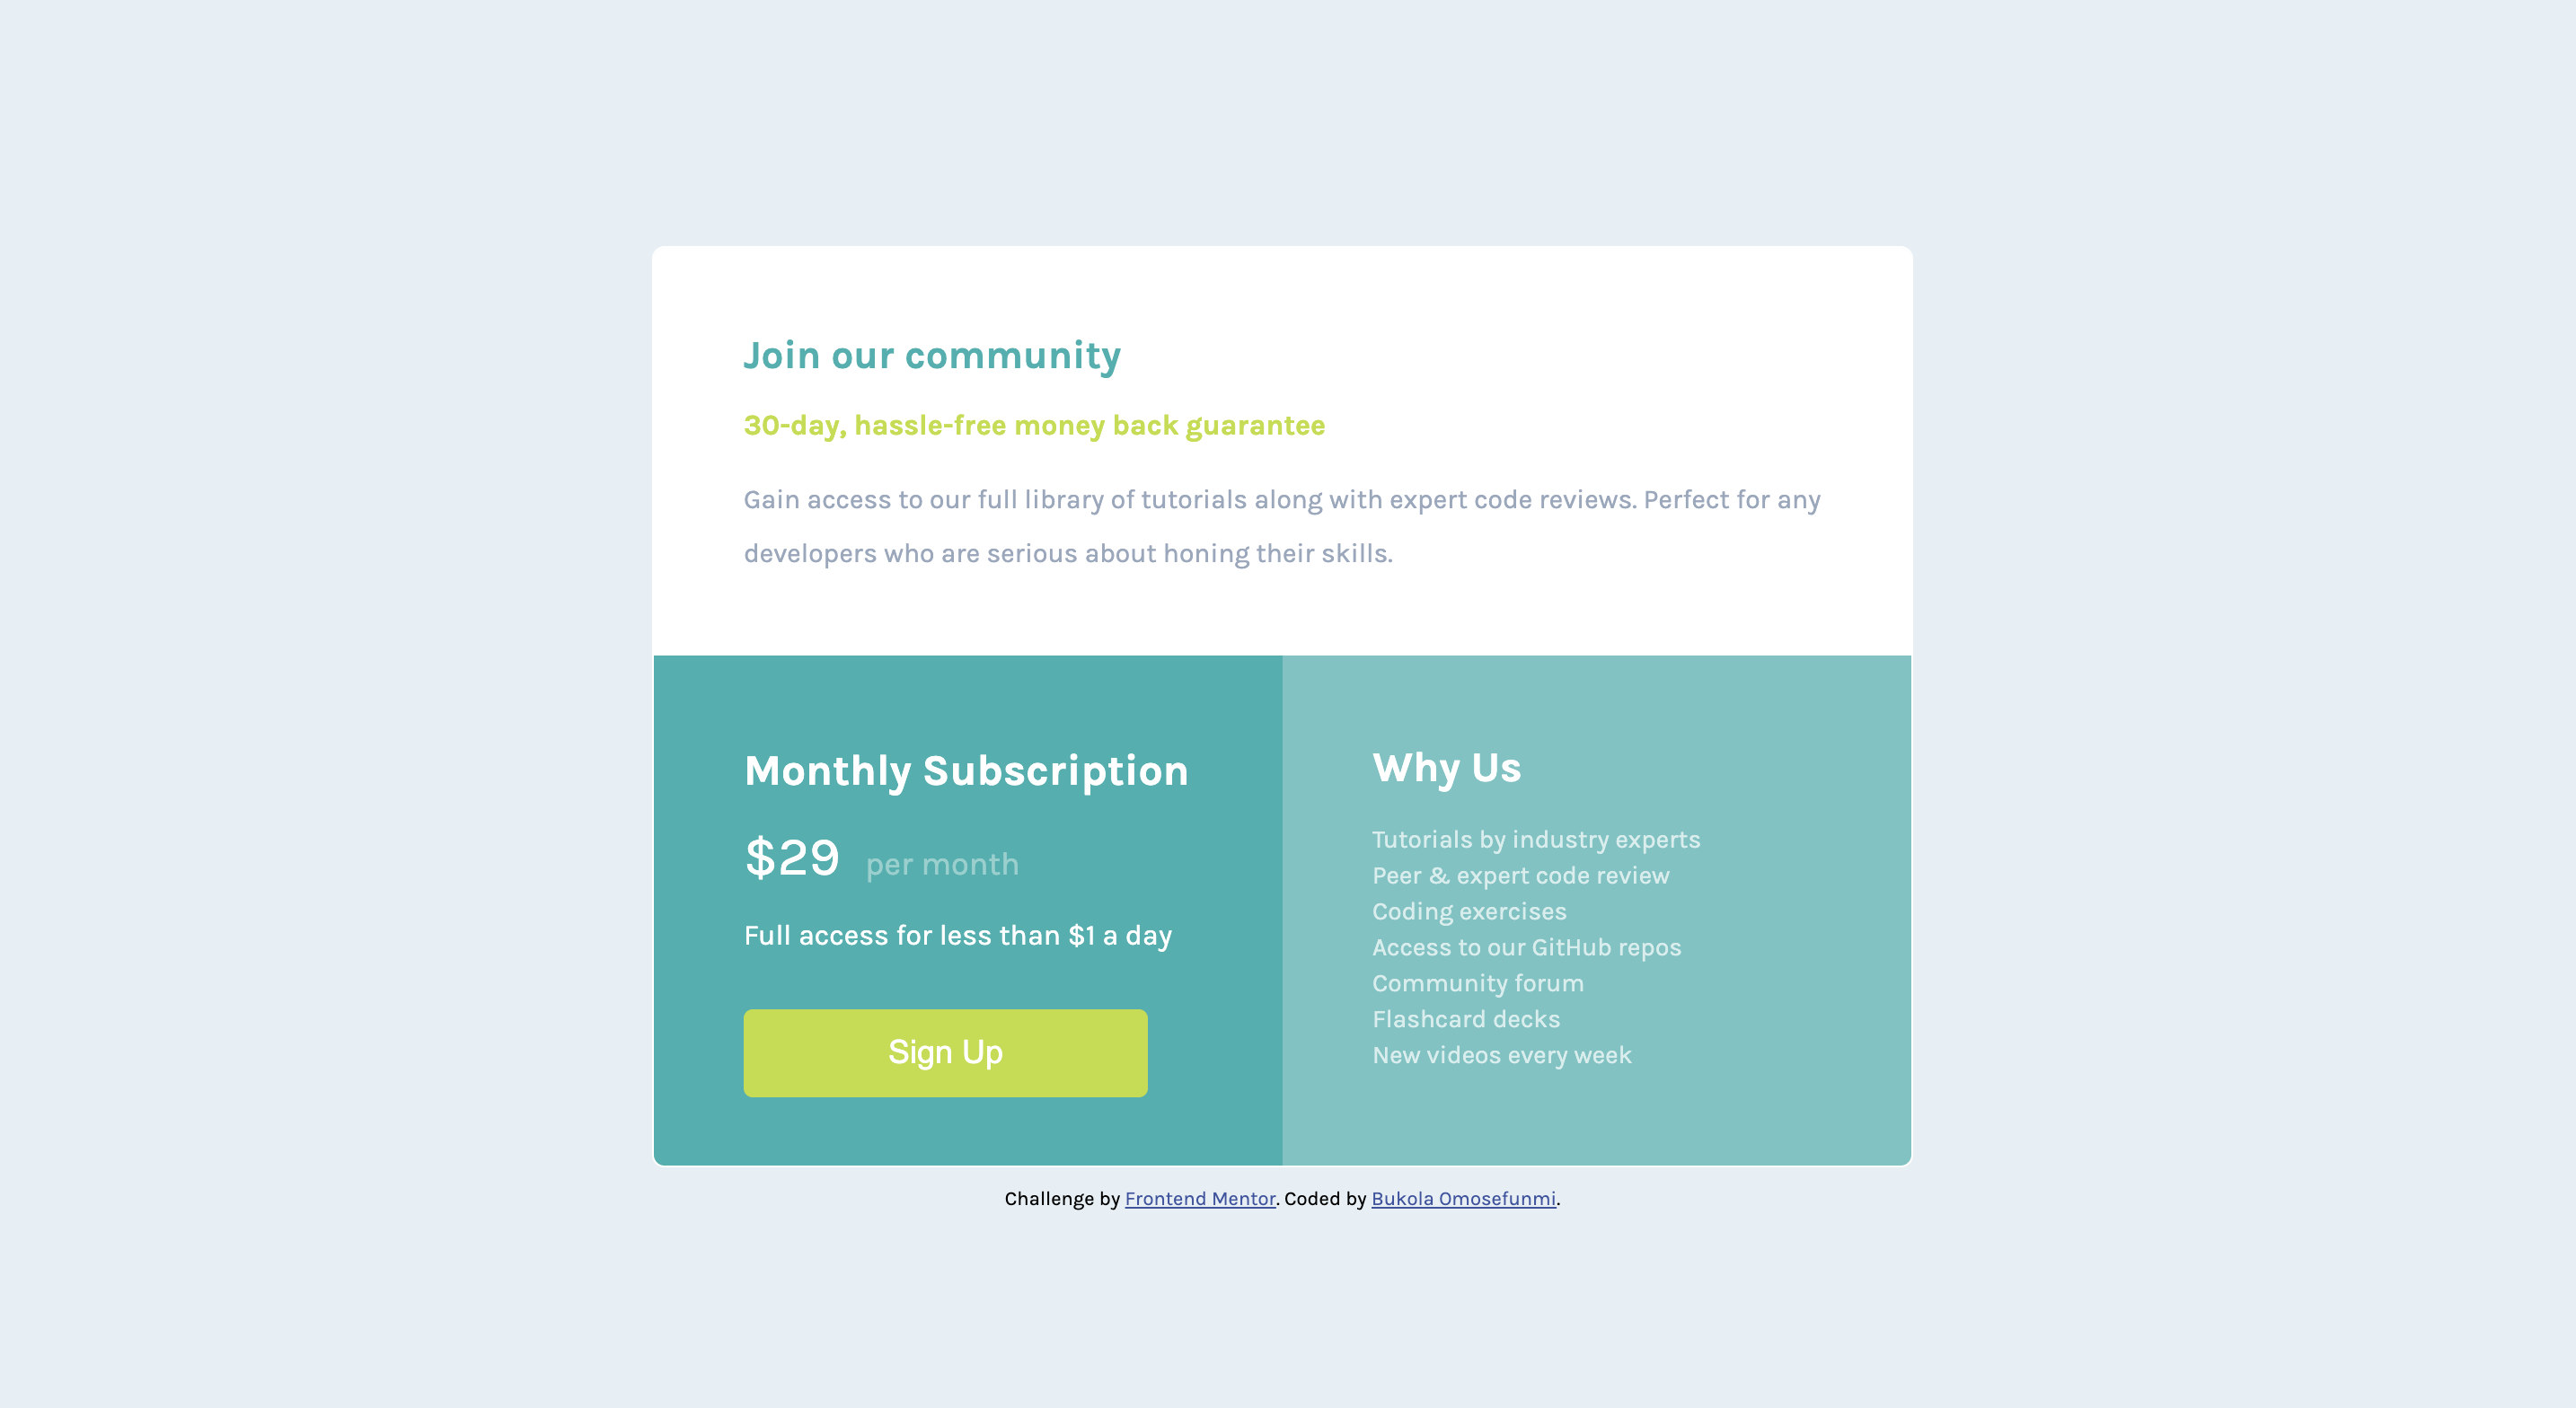 Join our community
30-day, hassle-free money back guarantee
Gain access to our full library of tutorials along with expert code reviews. Perfect for any
developers who are serious about honing their skills.
Monthly Subscription
$29 per month
Full access for less than $1 a day
Sign Up
Why Us
Tutorials by industry experts
Peer & expert code review
Coding exercises
Access to our GitHub repos
Community forum
Flashcard decks
New videos every week
Challenge by Frontend Mentor. Coded by Bukola Omosefunmi.